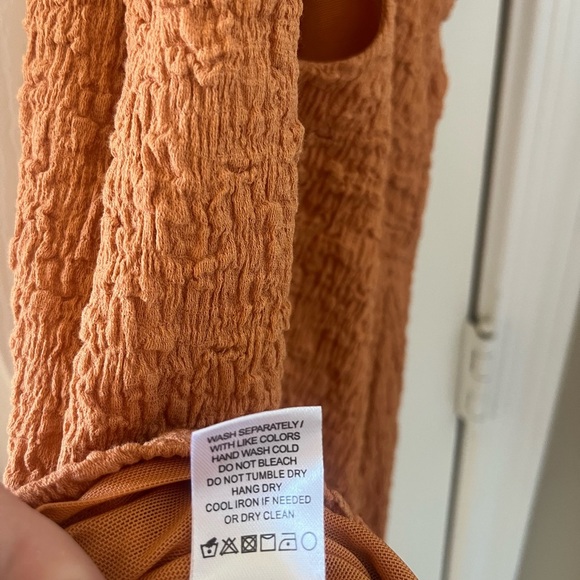 WASH SEPARATELY /
WITH LIKE COLORS
HAND WASH COLD
DO NOT BLEACH
DO NOT TUMBLE DRY
HANG DRY
COOL IRON IF NEEDED
OR DRY CLEAN